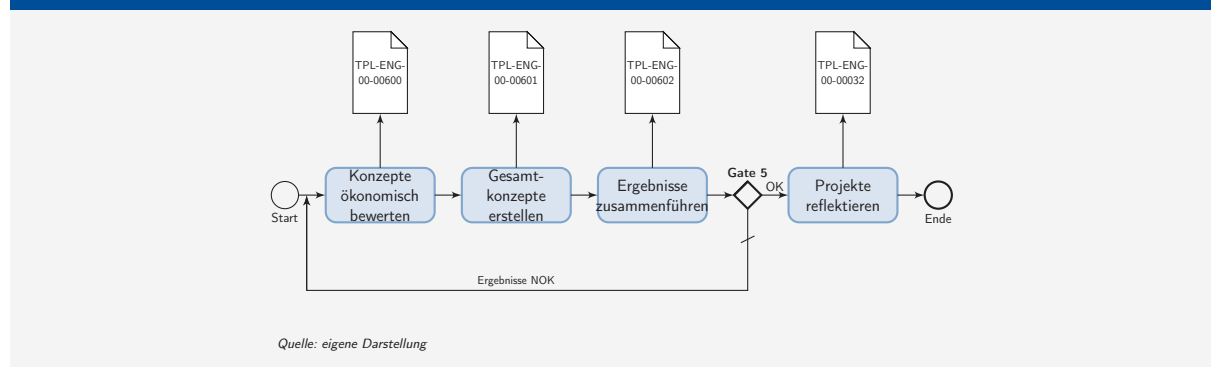 TPL-ENG-
00-00600
TPL-ENG-
00-00601
TPL-ENG-
00-00602
TPL-ENG-
00-00032
Start
Konzepte
ökonomisch
bewerten
Gesamt-
konzepte
erstellen
Ergebnisse
zusammenführen
Gate 5
OK
Projekte
reflektieren
Ende
Ergebnisse NOK
Quelle: eigene Darstellung